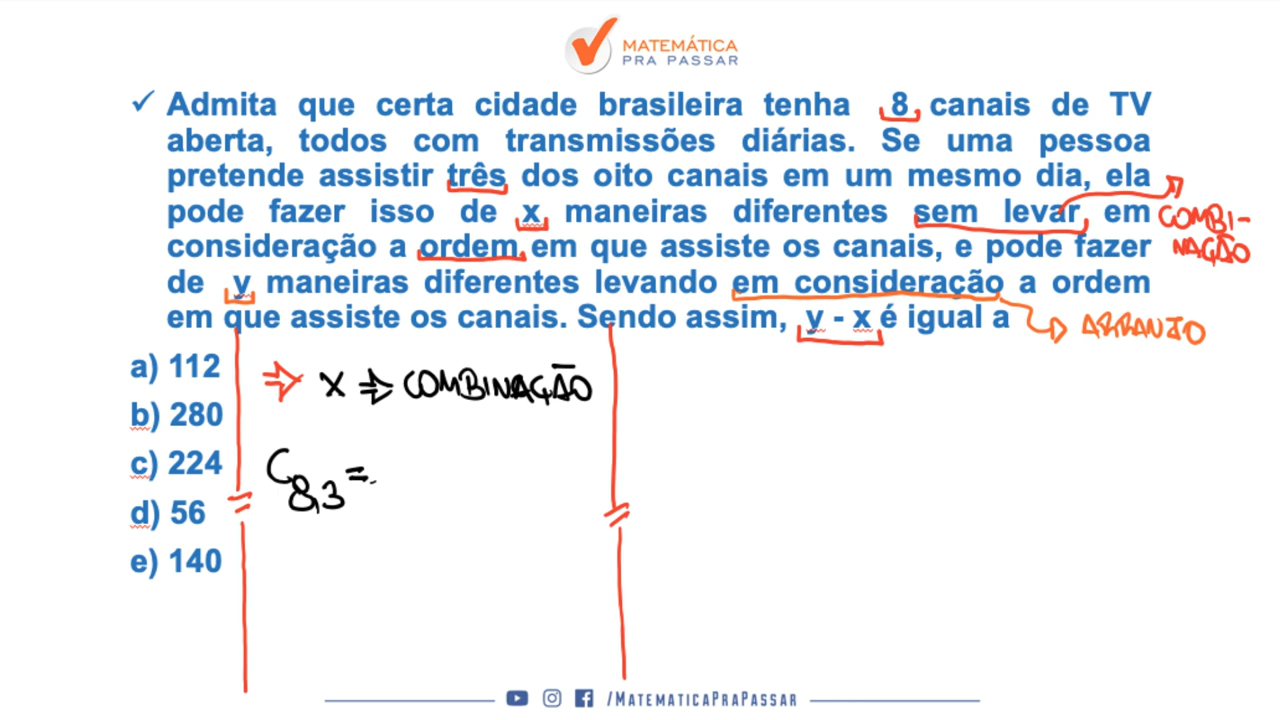 MATEMÁTICA
PRA PASSAR
✓ Admita que certa cidade brasileira tenha 8 canais de TV
aberta, todos com transmissões diárias. Se uma pessoa
pretende assistir três dos oito canais em um mesmo dia, ela
pode fazer isso de x maneiras diferentes sem levar em
consideração a ordem em que assiste os canais, e pode fazer
de y maneiras diferentes levando em consideração a ordem
em que assiste os canais. Sendo assim, y - x é igual a
COMBI-
NAÇÃO
ARRANJO
a) 112
b) 280
c) 224
d) 56
e) 140
⇒ x ⇒ COMBINAÇÃO
C8,3 =
/MATEMATICAPRAPASSAR